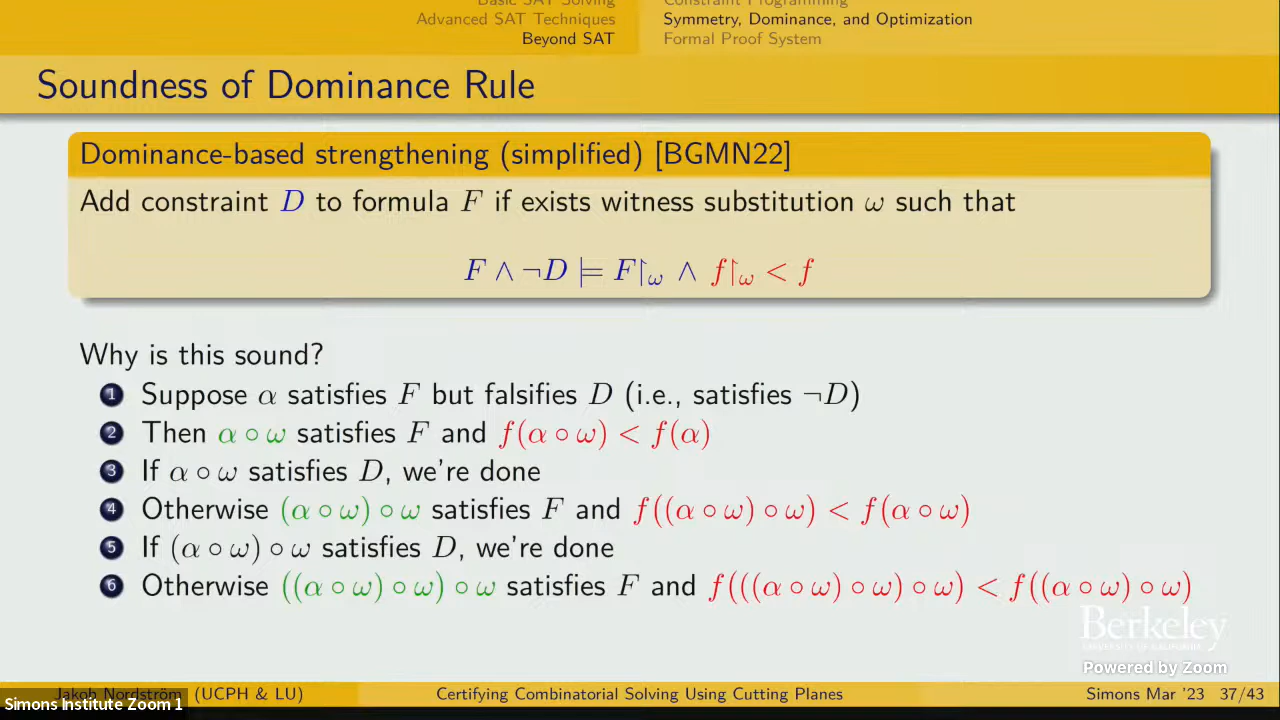 Basic SAT Solving
Advanced SAT Techniques
Beyond SAT
Constraint Programming
Symmetry, Dominance, and Optimization
Formal Proof System
Soundness of Dominance Rule
Dominance-based strengthening (simplified) [BGMN22]
Add constraint D to formula F if exists witness substitution ω such that
F ∧ ¬D ⊨ F↾ω ∧ f↾ω < f
Why is this sound?
1 Suppose α satisfies F but falsifies D (i.e., satisfies ¬D)
2 Then α ∘ ω satisfies F and f(α ∘ ω) < f(α)
3 If α ∘ ω satisfies D, we're done
4 Otherwise (α ∘ ω) ∘ ω satisfies F and f((α ∘ ω) ∘ ω) < f(α ∘ ω)
5 If (α ∘ ω) ∘ ω satisfies D, we're done
6 Otherwise ((α ∘ ω) ∘ ω) ∘ ω satisfies F and f(((α ∘ ω) ∘ ω) ∘ ω) < f((α ∘ ω) ∘ ω)
Berkeley
UNIVERSITY OF CALIFORNIA
Powered by Zoom
Jakob Nordström (UCPH & LU) Certifying Combinatorial Solving Using Cutting Planes Simons Mar '23 37/43
Simons Institute Zoom 1